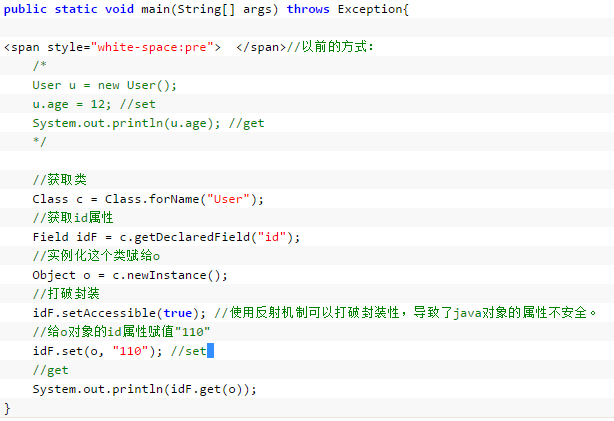 public static void main(String[] args) throws Exception{
<span style="white-space:pre">  </span>//以前的方式：
/*
User u = new User();
u.age = 12; //set
System.out.println(u.age); //get
*/
//获取类
Class c = Class.forName("User");
//获取id属性
Field idF = c.getDeclaredField("id");
//实例化这个类赋给o
Object o = c.newInstance();
//打破封装
idF.setAccessible(true); //使用反射机制可以打破封装性，导致了java对象的属性不安全。
//给o对象的id属性赋值"110"
idF.set(o, "110"); //set
//get
System.out.println(idF.get(o));
}